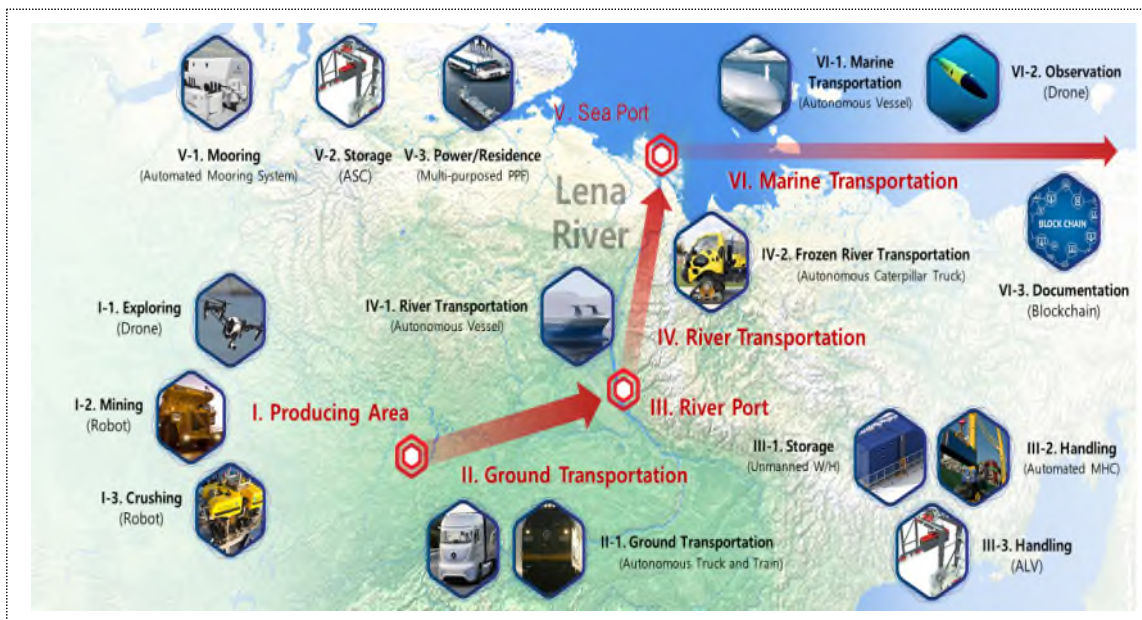 V-1. Mooring
(Automated Mooring System)
V-2. Storage
(ASC)
V-3. Power/Residence
(Multi-purposed PPF)
V. Sea Port
VI-1. Marine
Transportation
(Autonomous Vessel)
VI-2. Observation
(Drone)
VI. Marine Transportation
BLOCK CHAIN
VI-3. Documentation
(Blockchain)
Lena
River
IV-2. Frozen River Transportation
(Autonomous Caterpillar Truck)
IV-1. River Transportation
(Autonomous Vessel)
IV. River Transportation
I-1. Exploring
(Drone)
I-2. Mining
(Robot)
I-3. Crushing
(Robot)
I. Producing Area
III. River Port
II. Ground Transportation
II-1. Ground Transportation
(Autonomous Truck and Train)
III-1. Storage
(Unmanned W/H)
III-2. Handling
(Automated MHC)
III-3. Handling
(ALV)